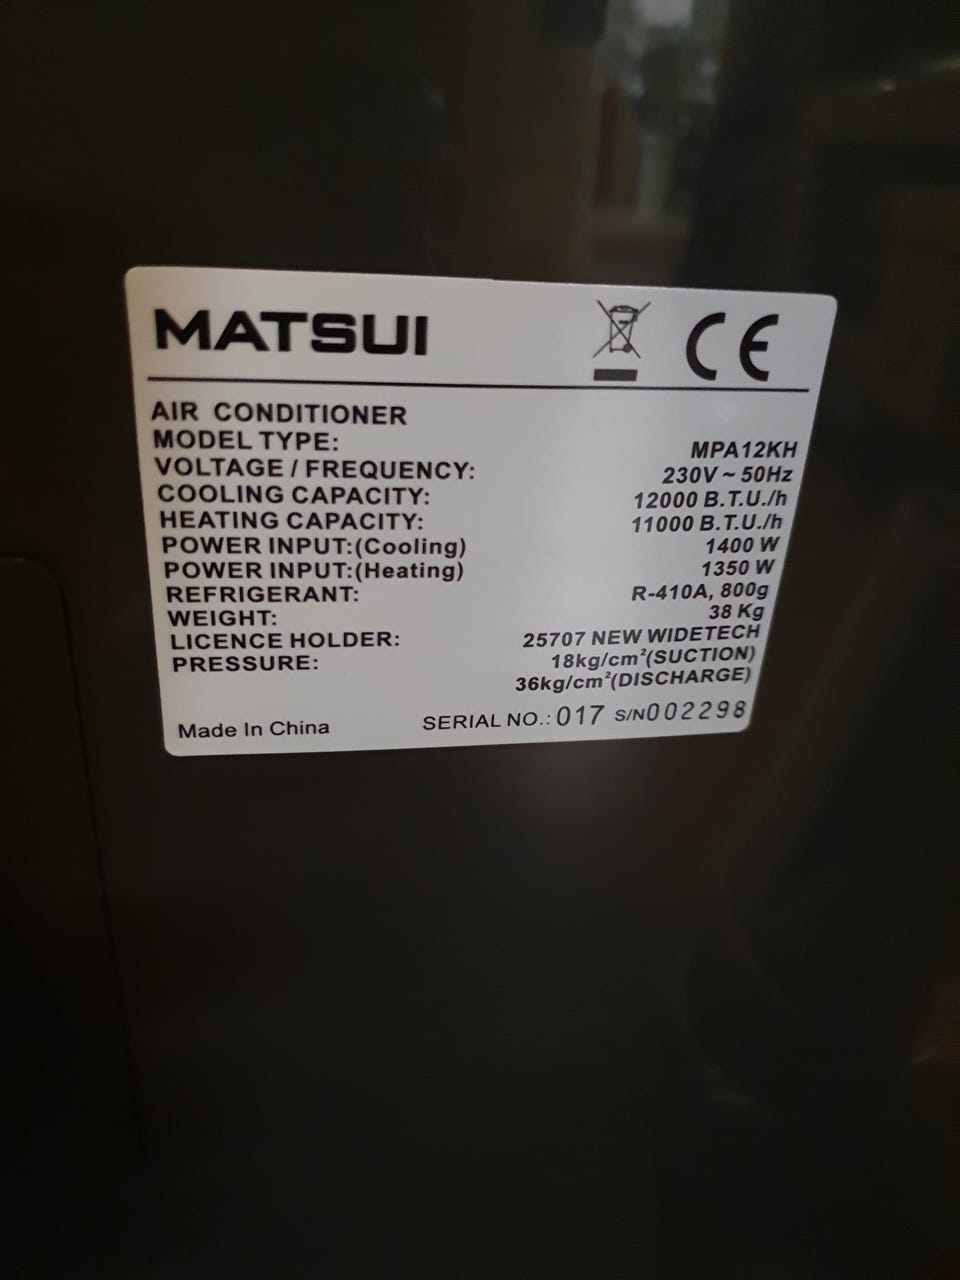 MATSUI
CE
AIR CONDITIONER
MODEL TYPE: MPA12KH
VOLTAGE / FREQUENCY: 230V ~ 50Hz
COOLING CAPACITY: 12000 B.T.U./h
HEATING CAPACITY: 11000 B.T.U./h
POWER INPUT:(Cooling) 1400 W
POWER INPUT:(Heating) 1350 W
REFRIGERANT: R-410A, 800g
WEIGHT: 38 Kg
LICENCE HOLDER: 25707 NEW WIDETECH
PRESSURE: 18kg/cm²(SUCTION)
36kg/cm²(DISCHARGE)
Made In China SERIAL NO.: 017 S/N002298